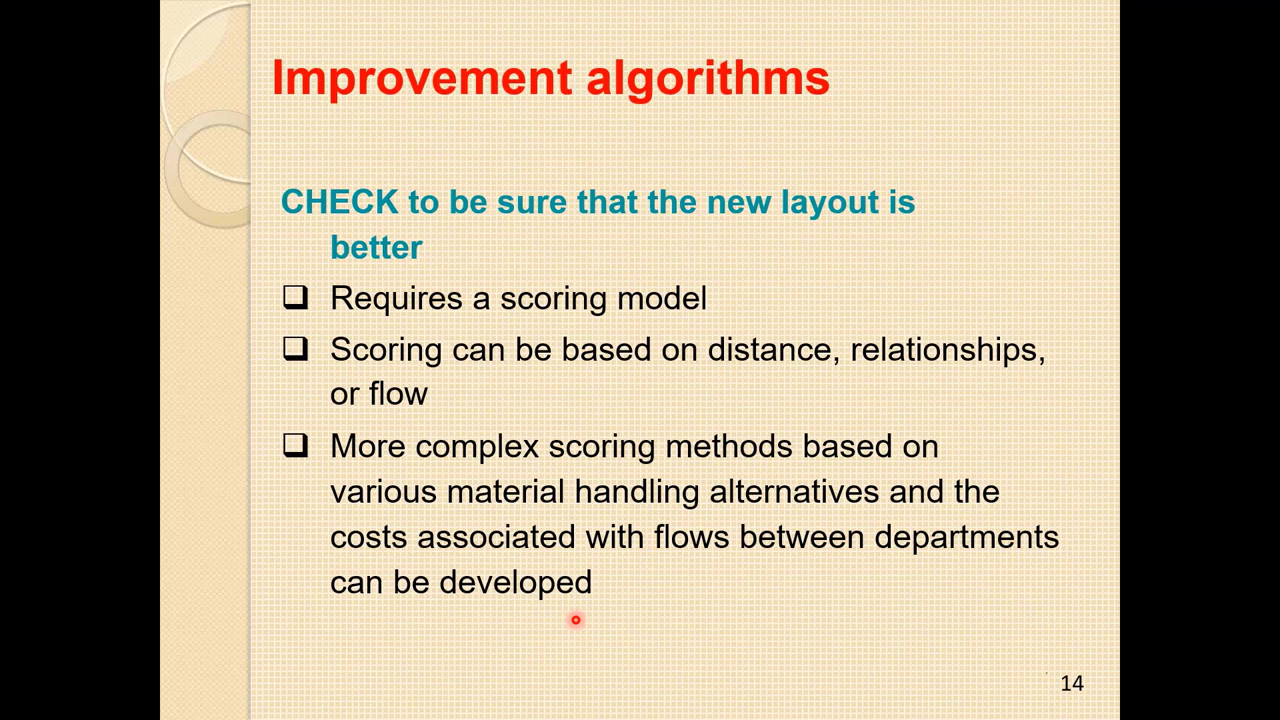 Improvement algorithms
CHECK to be sure that the new layout is
better
❑ Requires a scoring model
❑ Scoring can be based on distance, relationships,
or flow
❑ More complex scoring methods based on
various material handling alternatives and the
costs associated with flows between departments
can be developed
14